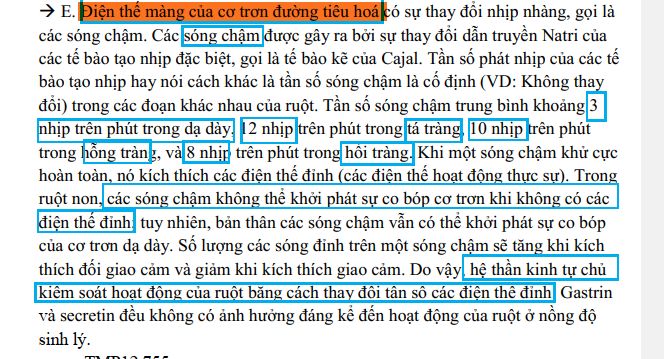 → E. Điện thế màng của cơ trơn đường tiêu hoá có sự thay đổi nhịp nhàng, gọi là
các sóng chậm. Các sóng chậm được gây ra bởi sự thay đổi dẫn truyền Natri của
các tế bào tạo nhịp đặc biệt, gọi là tế bào kẽ của Cajal. Tần số phát nhịp của các tế
bào tạo nhịp hay nói cách khác là tần số sóng chậm là cố định (VD: Không thay
đổi) trong các đoạn khác nhau của ruột. Tần số sóng chậm trung bình khoảng 3
nhịp trên phút trong dạ dày, 12 nhịp trên phút trong tá tràng, 10 nhịp trên phút
trong hỗng tràng, và 8 nhịp trên phút trong hồi tràng. Khi một sóng chậm khử cực
hoàn toàn, nó kích thích các điện thế đỉnh (các điện thế hoạt động thực sự). Trong
ruột non, các sóng chậm không thể khởi phát sự co bóp cơ trơn khi không có các
điện thế đỉnh; tuy nhiên, bản thân các sóng chậm vẫn có thể khởi phát sự co bóp
của cơ trơn dạ dày. Số lượng các sóng đỉnh trên một sóng chậm sẽ tăng khi kích
thích đối giao cảm và giảm khi kích thích giao cảm. Do vậy, hệ thần kinh tự chủ
kiểm soát hoạt động của ruột bằng cách thay đổi tần số các điện thế đỉnh. Gastrin
và secretin đều không có ảnh hưởng đáng kể đến hoạt động của ruột ở nồng độ
sinh lý.